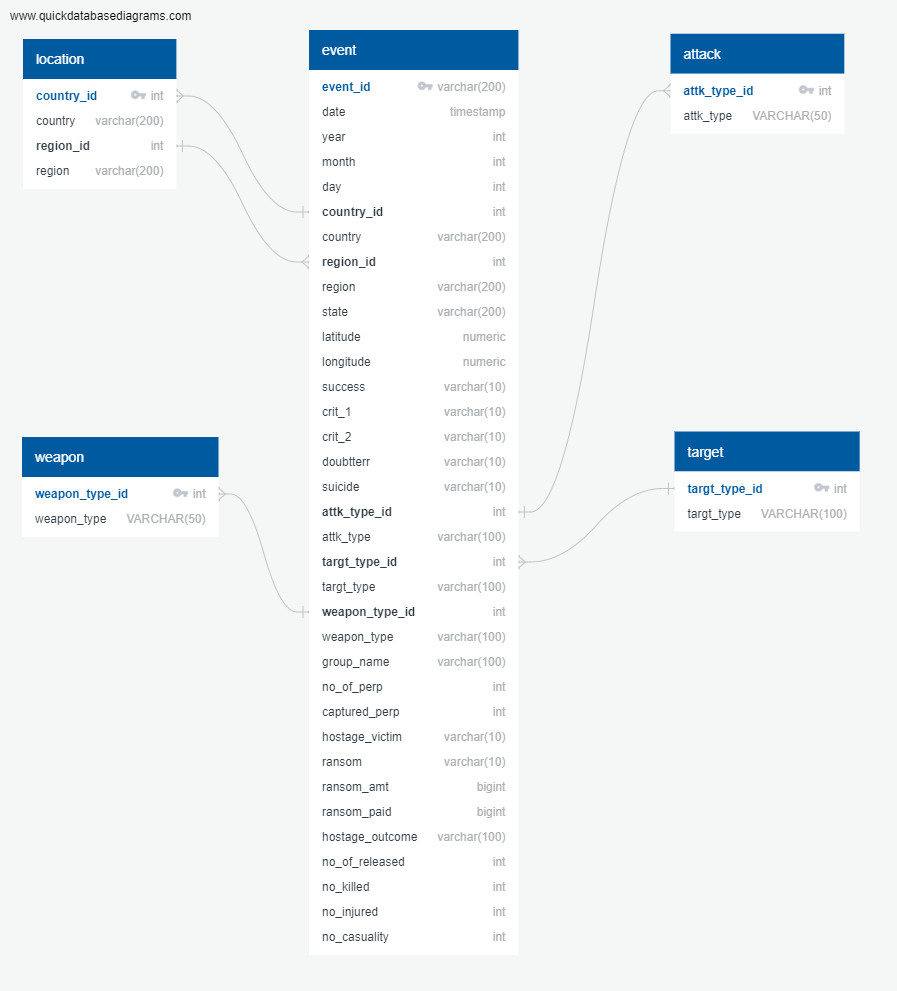 www.quickdatabasediagrams.com
location
country_id int
country varchar(200)
region_id int
region varchar(200)
event
event_id varchar(200)
date timestamp
year int
month int
day int
country_id int
country varchar(200)
region_id int
region varchar(200)
state varchar(200)
latitude numeric
longitude numeric
success varchar(10)
crit_1 varchar(10)
crit_2 varchar(10)
doubtterr varchar(10)
suicide varchar(10)
attk_type_id int
attk_type varchar(100)
targt_type_id int
targt_type varchar(100)
weapon_type_id int
weapon_type varchar(100)
group_name varchar(100)
no_of_perp int
captured_perp int
hostage_victim varchar(10)
ransom varchar(10)
ransom_amt bigint
ransom_paid bigint
hostage_outcome varchar(100)
no_of_released int
no_killed int
no_injured int
no_casuality int
attack
attk_type_id int
attk_type VARCHAR(50)
weapon
weapon_type_id int
weapon_type VARCHAR(50)
target
targt_type_id int
targt_type VARCHAR(100)